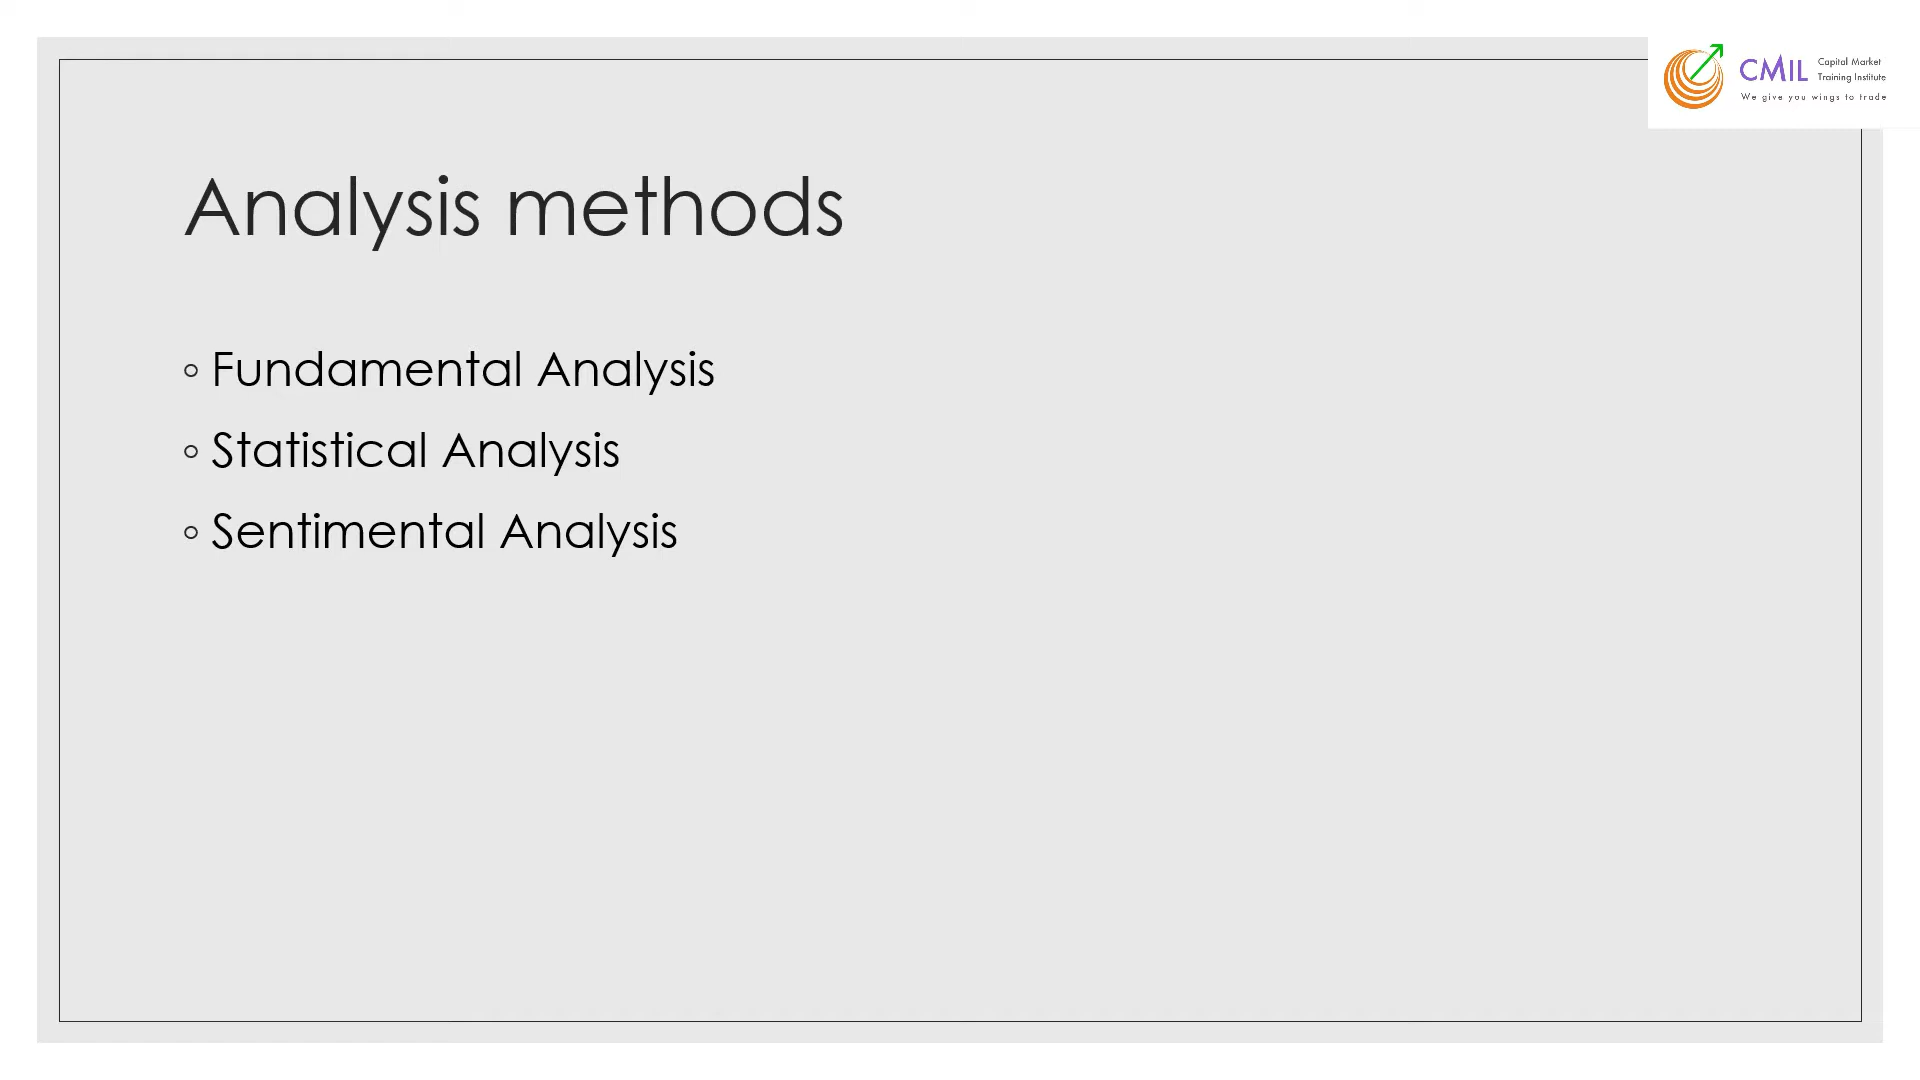 CMIL
Capital Market
Training Institute
We give you wings to trade
Analysis methods
◦ Fundamental Analysis
◦ Statistical Analysis
◦ Sentimental Analysis